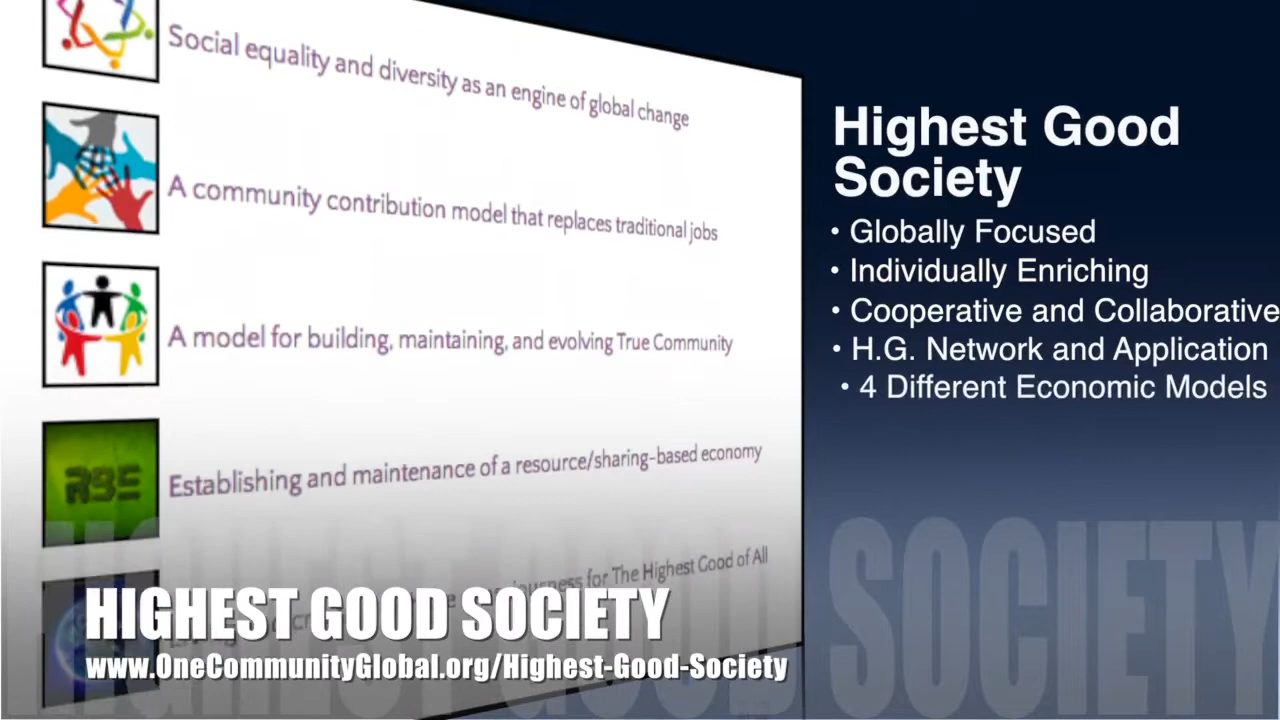 Social equality and diversity as an engine of global change
A community contribution model that replaces traditional jobs
A model for building, maintaining, and evolving True Community
RBE
Establishing and maintenance of a resource/sharing-based economy
for The Highest Good of All
Highest Good
Society
• Globally Focused
• Individually Enriching
• Cooperative and Collaborative
• H.G. Network and Application
• 4 Different Economic Models
HIGHEST GOOD SOCIETY
HIGHEST GOOD SOCIETY
www.OneCommunityGlobal.org/Highest-Good-Society